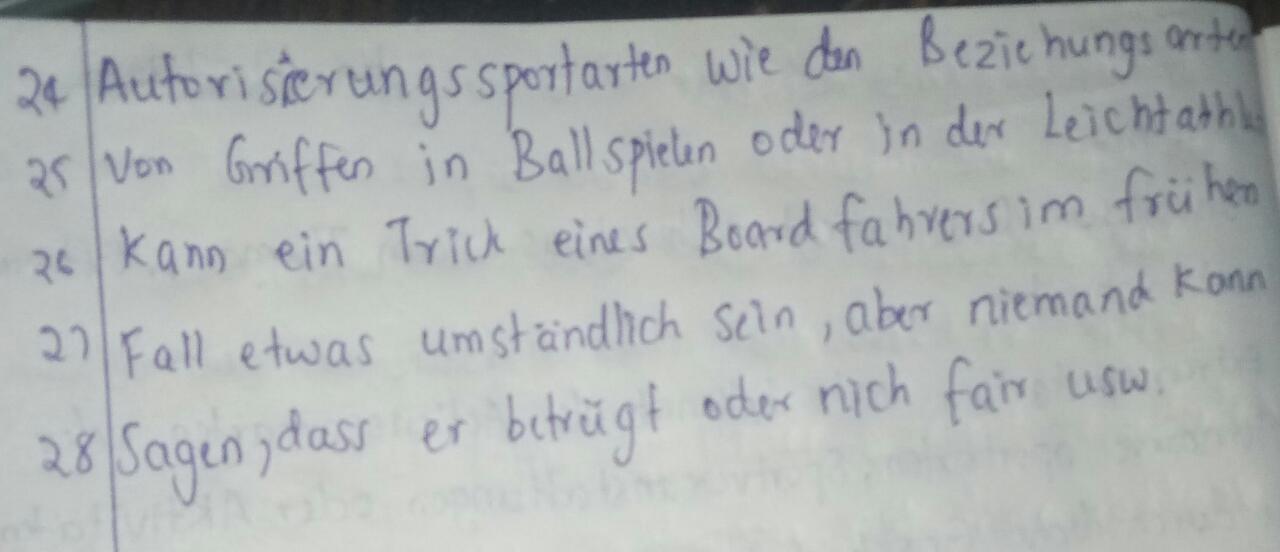 24 Autorisierungssportarten wie den Beziehungsarten
25 Von Griffen in Ballspielen oder in der
26 Kann ein Trick eines Boardfahrers im frühen
27 Fall etwas umständlich sein, aber niemand kann
28 Sagen, dass er betrügt oder nich fair usw.